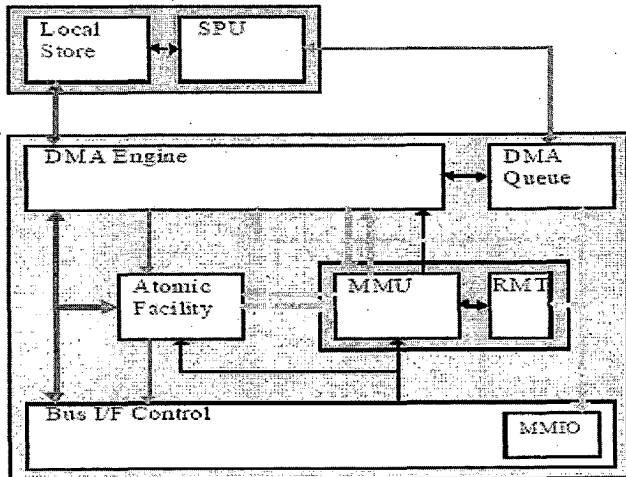 Local
Store
SPU
DMA Engine
DMA
Queue
Atomic
Facility
MMU
RMT
Bus I/F Control
MMIO